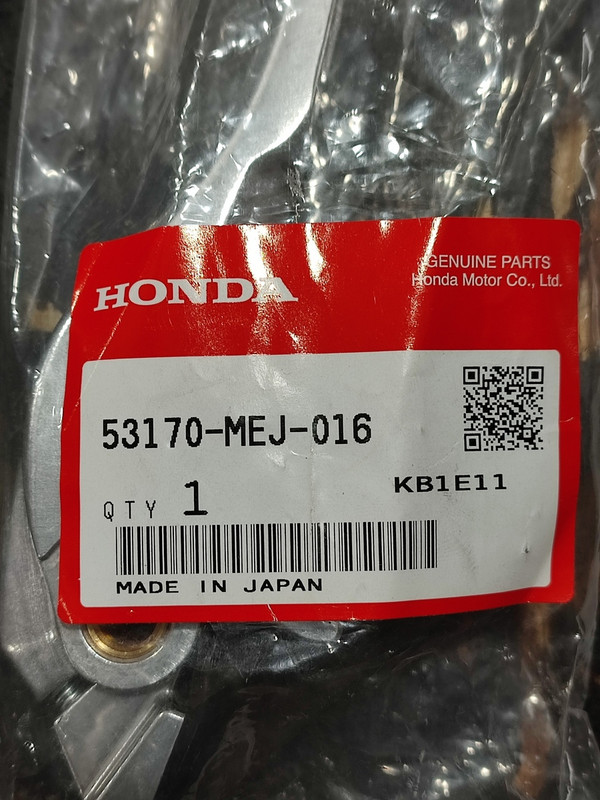 HONDA
GENUINE PARTS
Honda Motor Co., Ltd.
53170-MEJ-016
QTY 1
KB1E11
MADE IN JAPAN